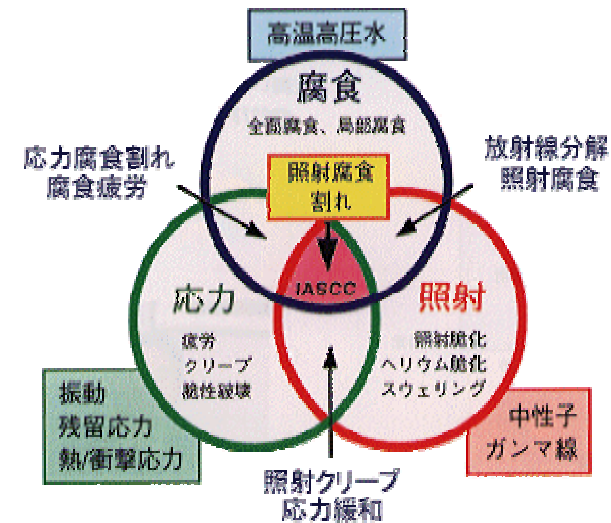 高温高圧水
腐食
全面腐食、局部腐食
応力腐食割れ
腐食疲労
放射線分解
照射腐食
照射腐食
割れ
IASCC
応力
疲労
クリープ
脆性破壊
照射
照射脆化
ヘリウム脆化
スウェリング
振動
残留応力
熱/衝撃応力
中性子
ガンマ線
照射クリープ
応力緩和